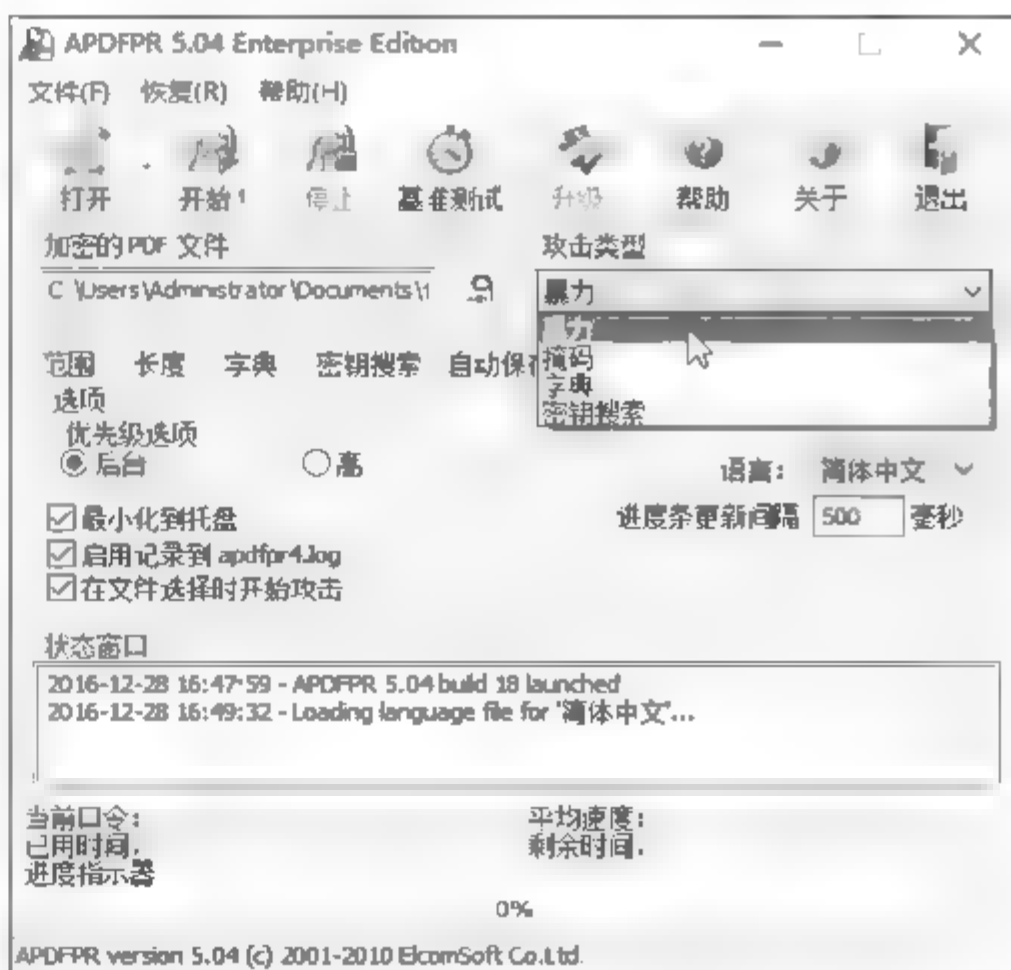 APDFPR 5.04 Enterprise Edition
文件(F) 恢复(R) 帮助(H)
打开 开始! 停止 基准测试 升级 帮助 关于 退出
加密的 PDF 文件 攻击类型
C:\Users\Administrator\Documents\ 暴力
暴力
掩码
字典
密钥搜索
范围 长度 字典 密钥搜索 自动保
选项
优先级选项
后台 高 语言: 简体中文
最小化到托盘 进度条更新间隔 500 毫秒
启用记录到 apdfpr4.log
在文件选择时开始攻击
状态窗口
2016-12-28 16:47:59 - APDFPR 5.04 build 18 launched
2016-12-28 16:49:32 - Loading language file for '简体中文'...
当前口令: 平均速度:
已用时间: 剩余时间:
进度指示器
0%
APDFPR version 5.04 (c) 2001-2010 ElcomSoft Co.Ltd.